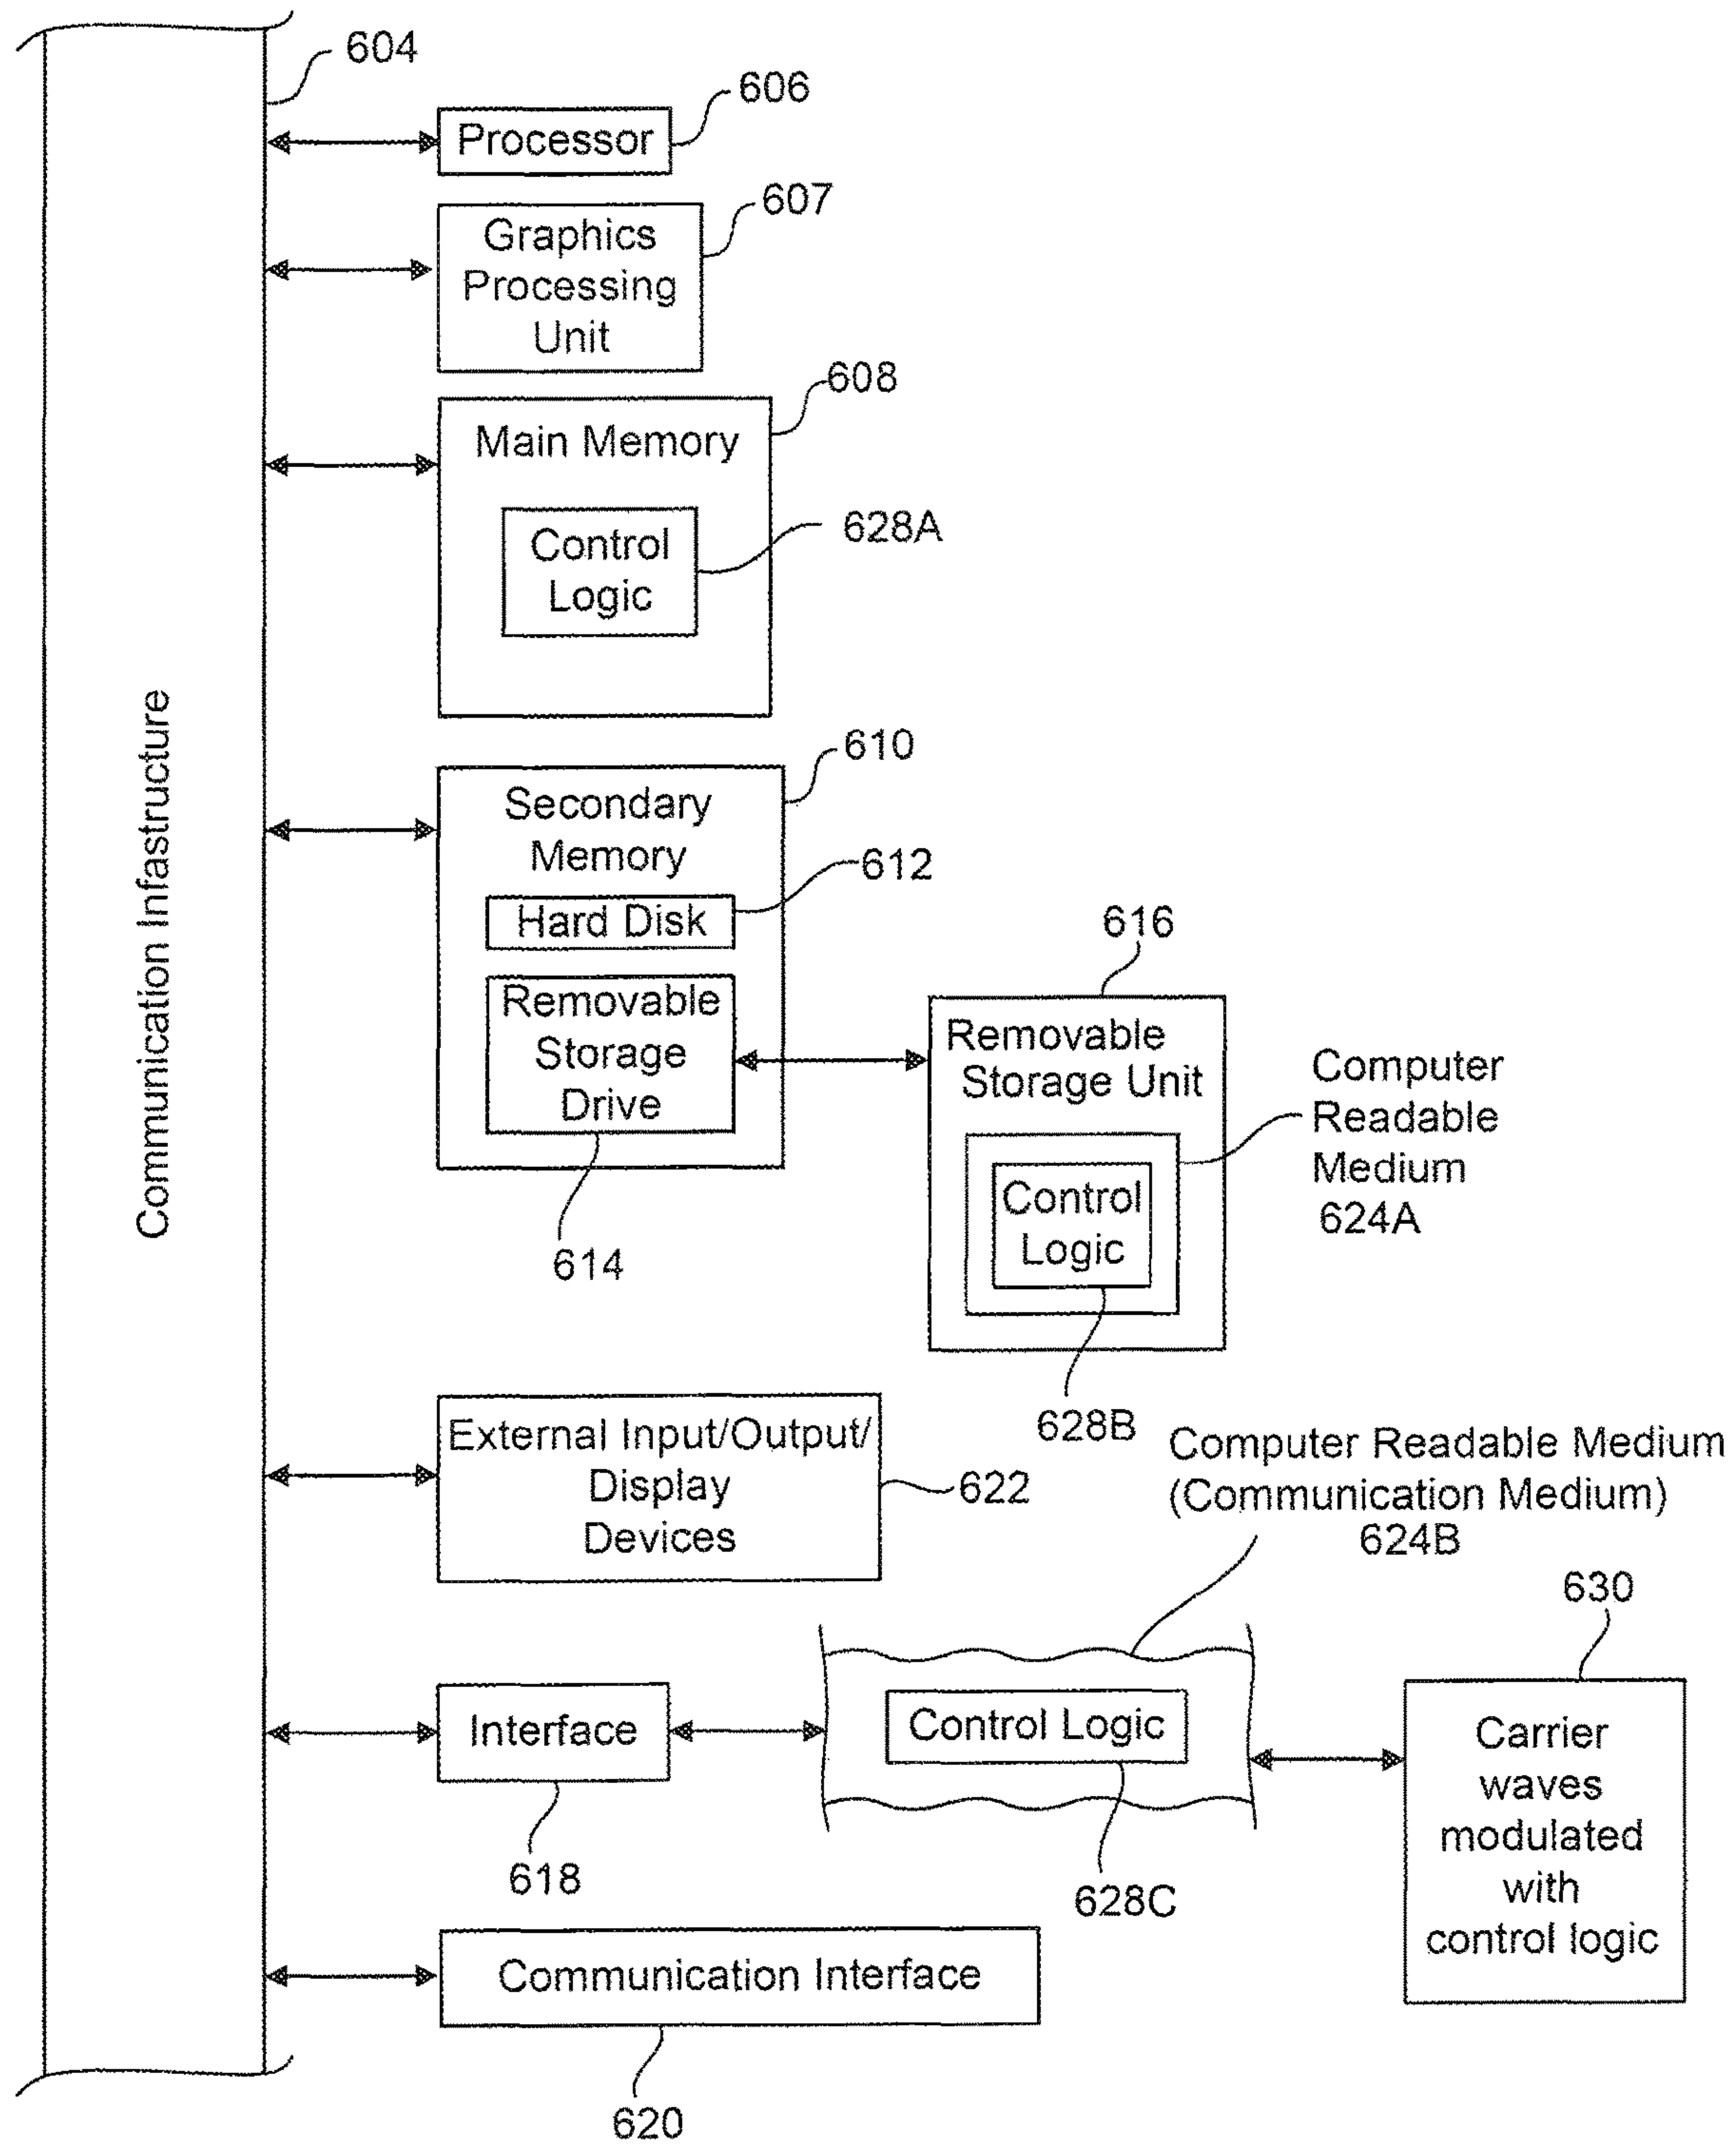 604
606
Processor
607
Graphics
Processing
Unit
608
Main Memory
628A
Control
Logic
Communication Infastructure
610
Secondary
Memory
612
Hard Disk
616
Removable
Storage
Drive
614
Removable
Storage Unit
Computer
Readable
Medium
624A
Control
Logic
628B
External Input/Output/
Display
Devices
622
Computer Readable Medium
(Communication Medium)
624B
630
Interface
618
Control Logic
628C
Carrier
waves
modulated
with
control logic
Communication Interface
620